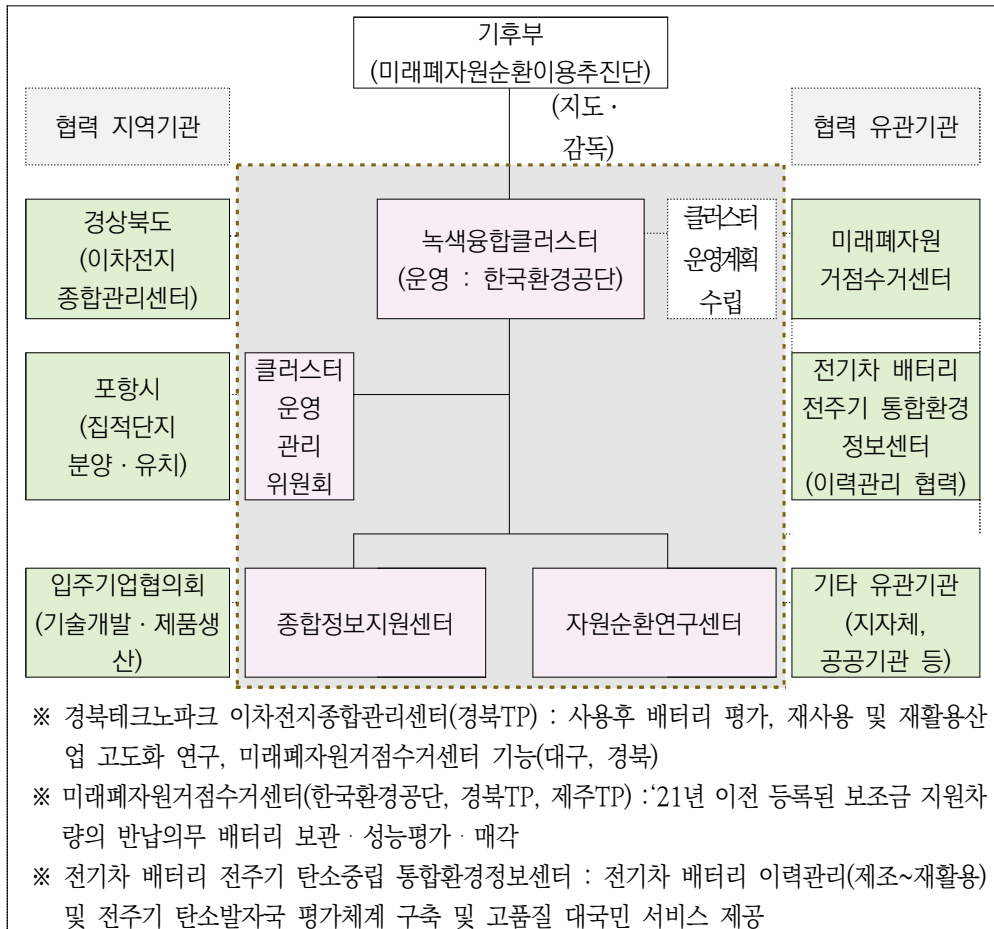 기후부
(미래폐자원순환이용추진단)
(지도 ·
감독)
협력 지역기관
협력 유관기관
경상북도
(이차전지
종합관리센터)
녹색융합클러스터
(운영 : 한국환경공단)
클러스터
운영계획
수립
미래폐자원
거점수거센터
포항시
(집적단지
분양 · 유치)
클러스터
운영
관리
위원회
전기차 배터리
전주기 통합환경
정보센터
(이력관리 협력)
입주기업협의회
(기술개발 · 제품생
산)
종합정보지원센터
자원순환연구센터
기타 유관기관
(지자체,
공공기관 등)
※ 경북테크노파크 이차전지종합관리센터(경북TP) : 사용후 배터리 평가, 재사용 및 재활용산
업 고도화 연구, 미래폐자원거점수거센터 기능(대구, 경북)
※ 미래폐자원거점수거센터(한국환경공단, 경북TP, 제주TP) :‘21년 이전 등록된 보조금 지원차
량의 반납의무 배터리 보관 · 성능평가 · 매각
※ 전기차 배터리 전주기 탄소중립 통합환경정보센터 : 전기차 배터리 이력관리(제조~재활용)
및 전주기 탄소발자국 평가체계 구축 및 고품질 대국민 서비스 제공